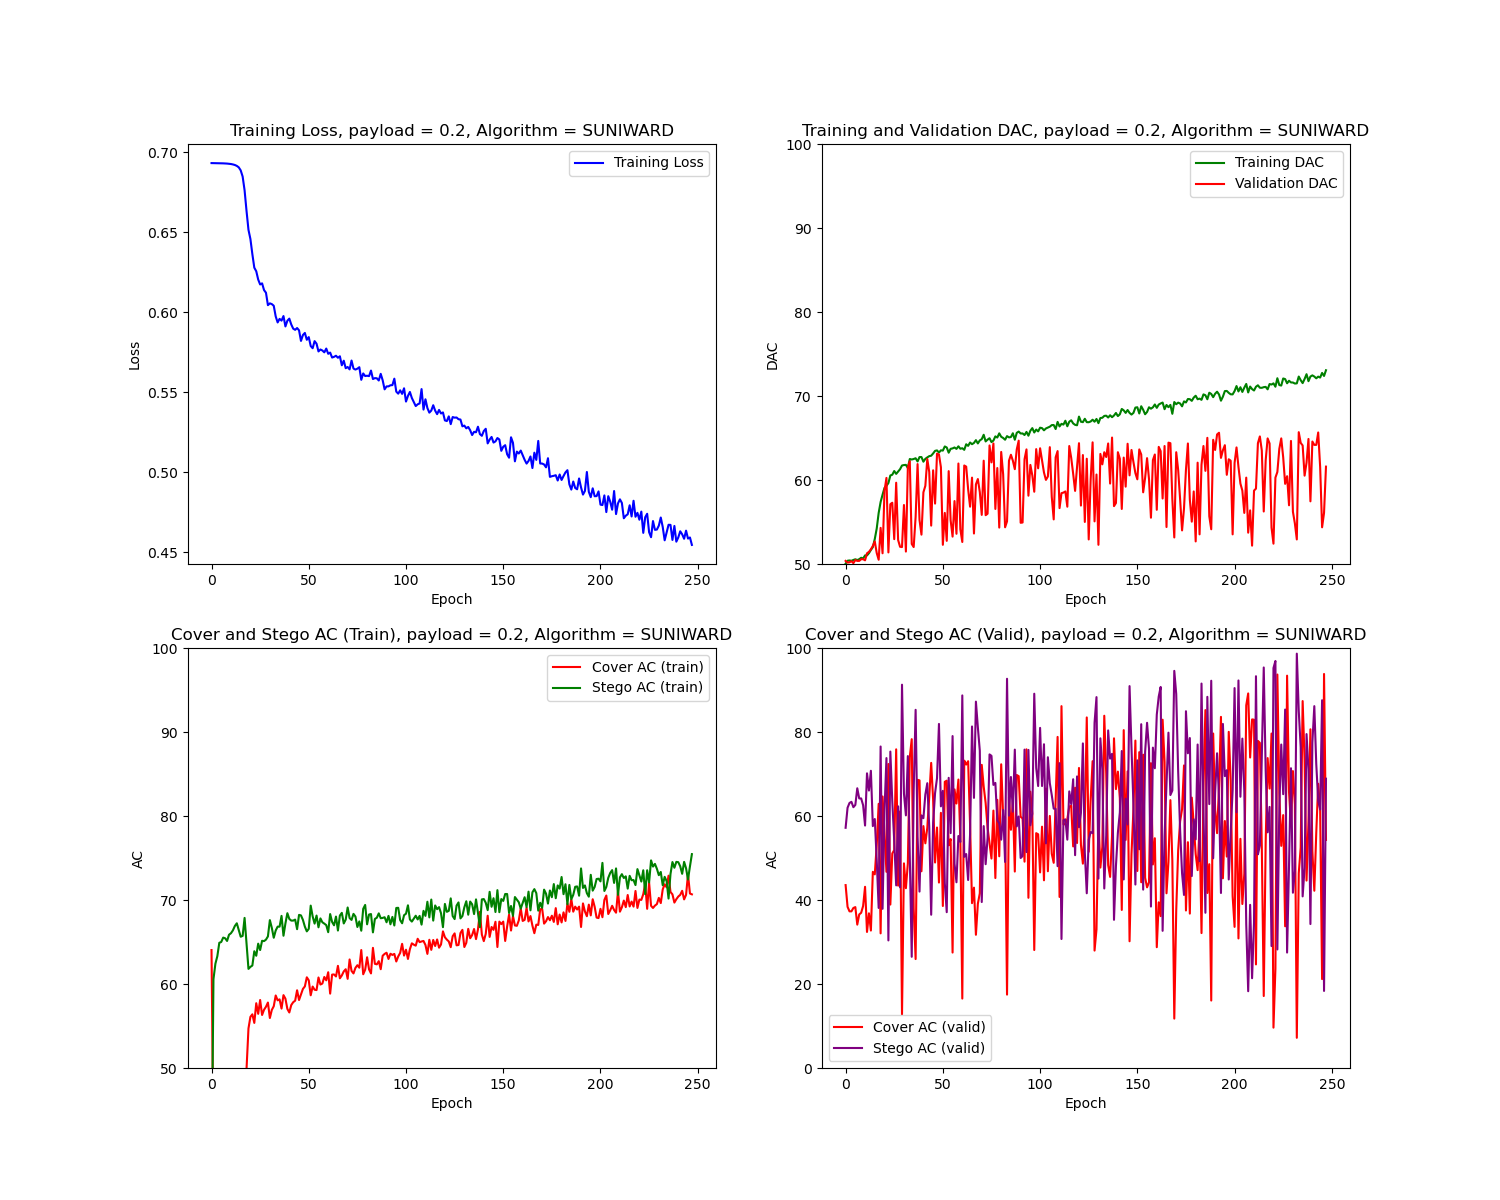 Training Loss, payload = 0.2, Algorithm = SUNIWARD
0.70
0.65
0.60
0.55
0.50
0.45
Loss
Training Loss
0 50 100 150 200 250
Epoch
Training and Validation DAC, payload = 0.2, Algorithm = SUNIWARD
100
90
80
70
60
50
DAC
Training DAC
Validation DAC
0 50 100 150 200 250
Epoch
Cover and Stego AC (Train), payload = 0.2, Algorithm = SUNIWARD
100
90
80
70
60
50
AC
Cover AC (train)
Stego AC (train)
0 50 100 150 200 250
Epoch
Cover and Stego AC (Valid), payload = 0.2, Algorithm = SUNIWARD
100
80
60
40
20
0
AC
Cover AC (valid)
Stego AC (valid)
0 50 100 150 200 250
Epoch